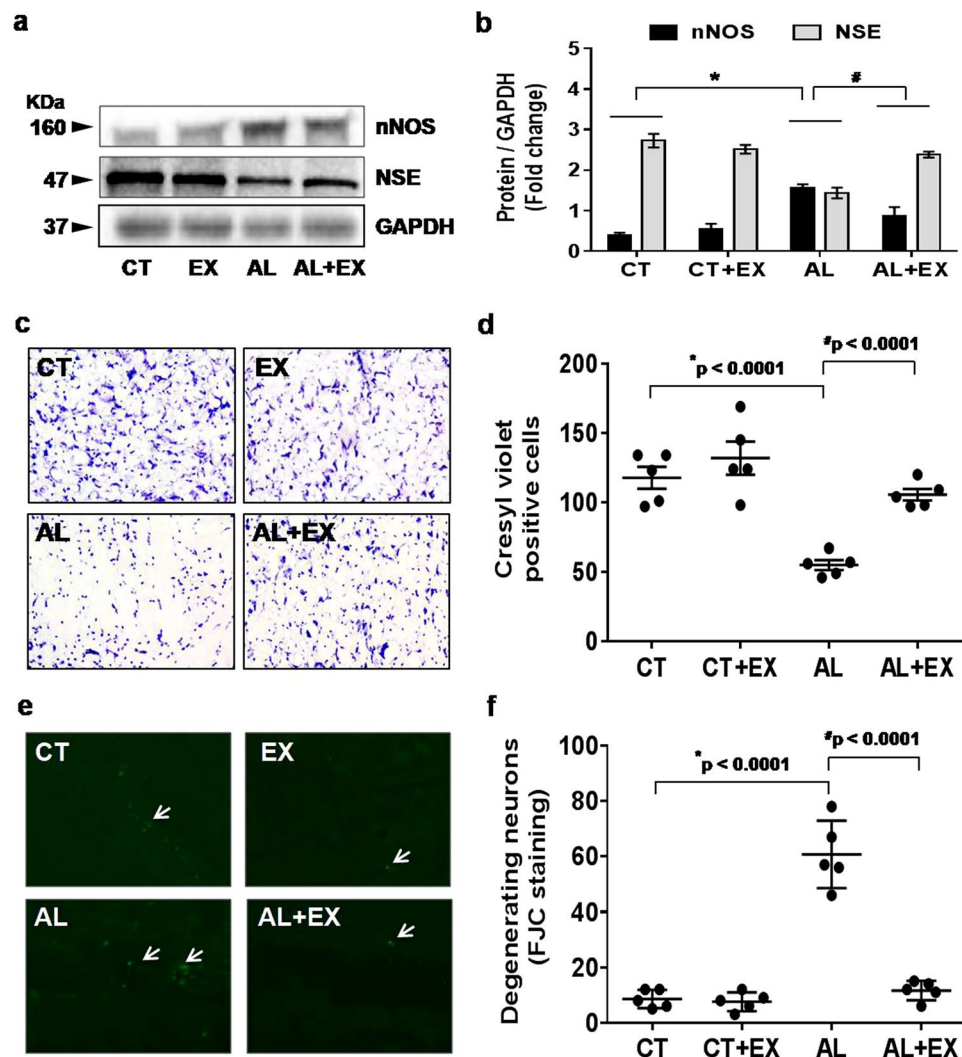 a
KDa
160
nNOS
47
NSE
37
GAPDH
CT EX AL AL+EX
b
nNOS NSE
Protein / GAPDH
(Fold change)
5
4
3
2
1
0
*
#
CT CT+EX AL AL+EX
c
CT
EX
AL
AL+EX
d
Cresyl violet
positive cells
200
150
100
50
0
*p < 0.0001
#p < 0.0001
CT CT+EX AL AL+EX
e
CT
EX
AL
AL+EX
f
Degenerating neurons
(FJC staining)
100
80
60
40
20
0
*p < 0.0001
#p < 0.0001
CT CT+EX AL AL+EX